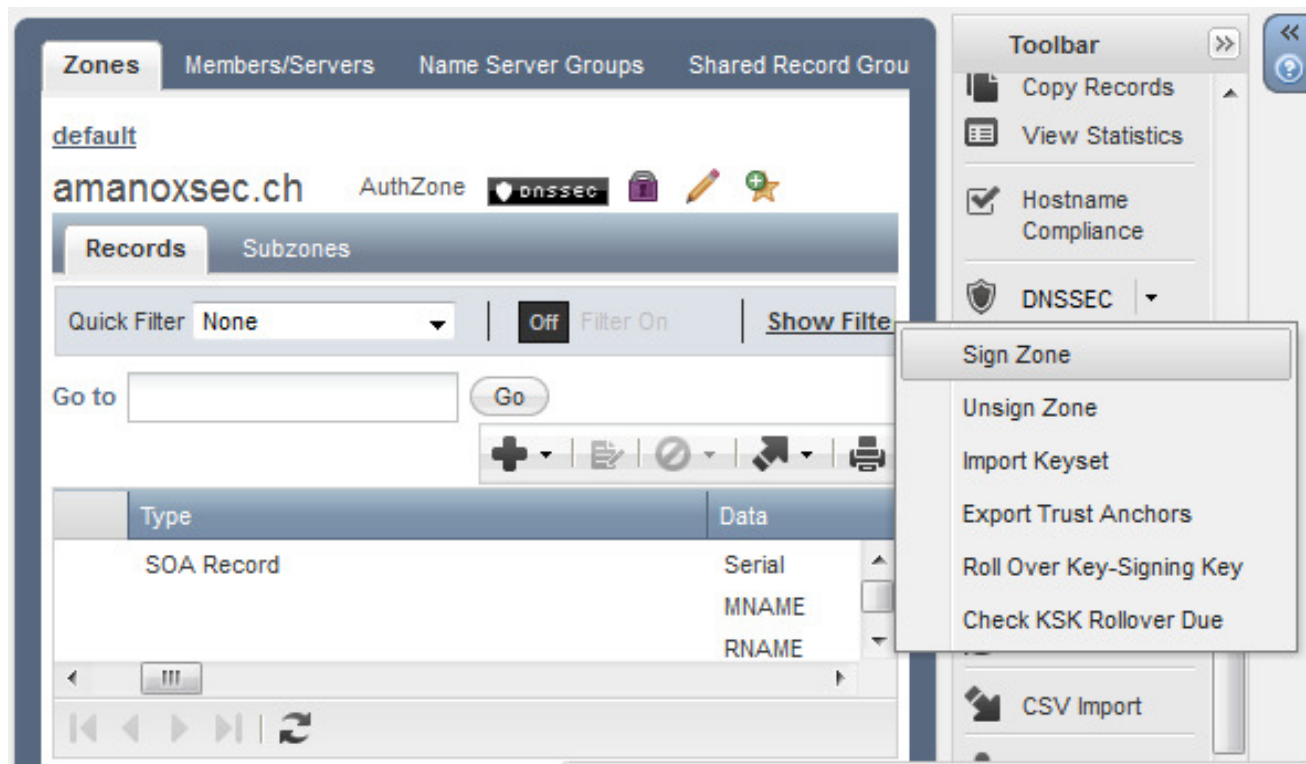 Zones Members/Servers Name Server Groups Shared Record Grou
default
amanoxsec.ch AuthZone DNSSEC
Records Subzones
Quick Filter None Off Filter On Show Filte
Go to Go
Type Data
SOA Record Serial
MNAME
RNAME
Toolbar
Copy Records
View Statistics
Hostname
Compliance
DNSSEC
Sign Zone
Unsign Zone
Import Keyset
Export Trust Anchors
Roll Over Key-Signing Key
Check KSK Rollover Due
CSV Import